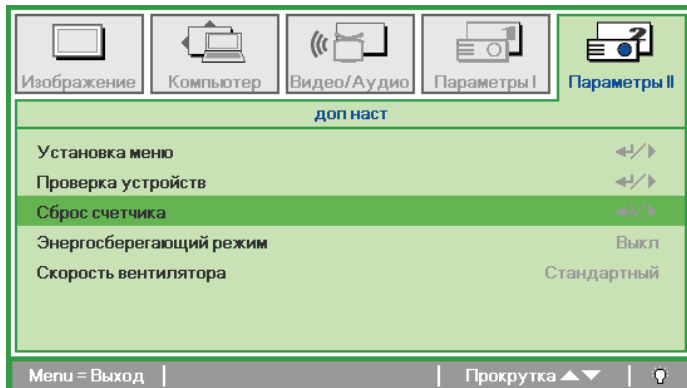 Изображение
Компьютер
Видео/Аудио
Параметры I
Параметры II
доп наст
Установка меню
Проверка устройств
Сброс счетчика
Энергосберегающий режим Выкл
Скорость вентилятора Стандартный
Menu = Выход Прокрутка